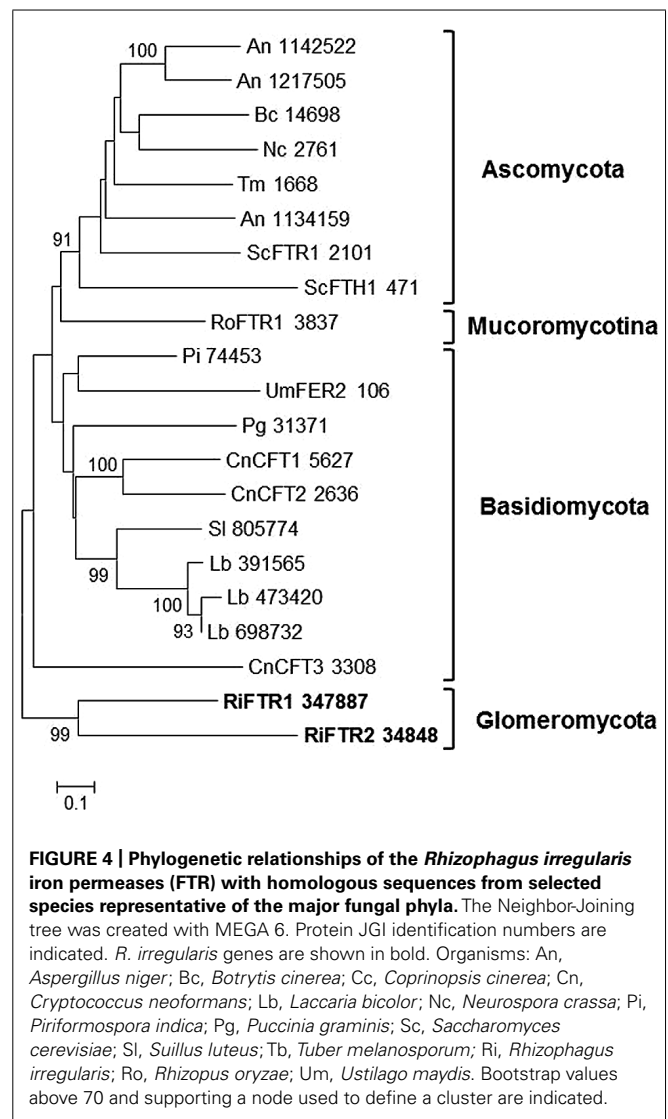 100
An 1142522
An 1217505
Bc 14698
Nc 2761
Tm 1668
An 1134159
91
ScFTR1 2101
ScFTH1 471
Ascomycota
RoFTR1 3837
Mucoromycotina
Pi 74453
UmFER2 106
Pg 31371
100
CnCFT1 5627
CnCFT2 2636
Basidiomycota
Sl 805774
99
Lb 391565
100
Lb 473420
93
Lb 698732
CnCFT3 3308
RiFTR1 347887
99
RiFTR2 34848
Glomeromycota
0.1
FIGURE 4 | Phylogenetic relationships of the Rhizophagus irregularis
iron permeases (FTR) with homologous sequences from selected
species representative of the major fungal phyla. The Neighbor-Joining
tree was created with MEGA 6. Protein JGI identification numbers are
indicated. R. irregularis genes are shown in bold. Organisms: An,
Aspergillus niger; Bc, Botrytis cinerea; Cc, Coprinopsis cinerea; Cn,
Cryptococcus neoformans; Lb, Laccaria bicolor; Nc, Neurospora crassa; Pi,
Piriformospora indica; Pg, Puccinia graminis; Sc, Saccharomyces
cerevisiae; Sl, Suillus luteus; Tb, Tuber melanosporum; Ri, Rhizophagus
irregularis; Ro, Rhizopus oryzae; Um, Ustilago maydis. Bootstrap values
above 70 and supporting a node used to define a cluster are indicated.